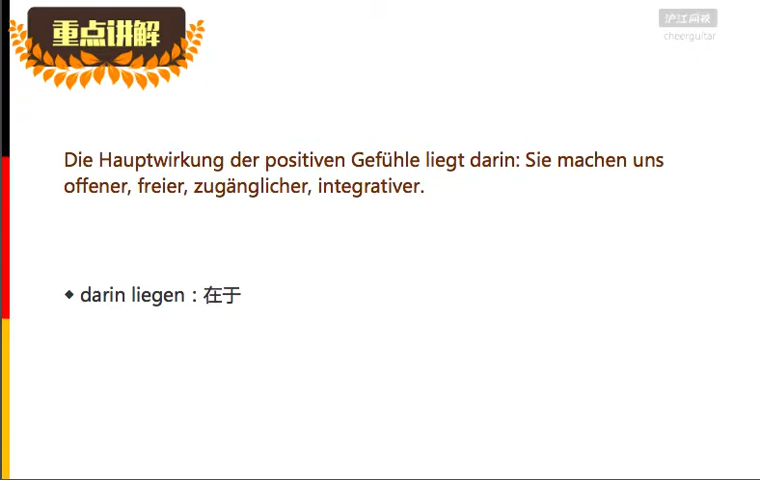 重点讲解
沪江网校
cheerguitar
Die Hauptwirkung der positiven Gefühle liegt darin: Sie machen uns
offener, freier, zugänglicher, integrativer.
◆ darin liegen：在于